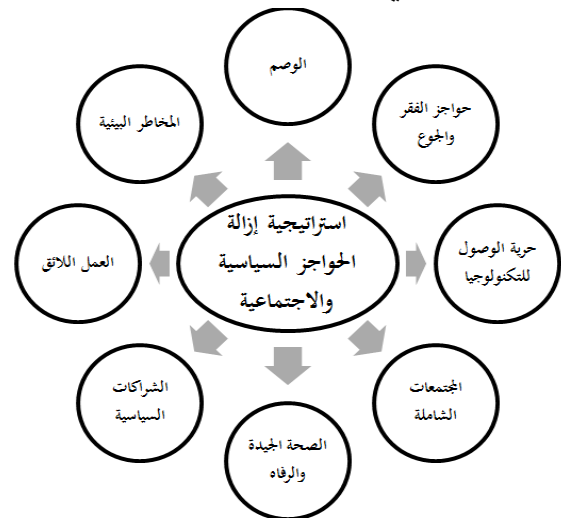 الوصم
حواجز الفقر
والجوع
المخاطر البيئية
استراتيجية إزالة
الحواجز السياسية
والاجتماعية
حرية الوصول
للتكنولوجيا
العمل اللائق
المجتمعات
الشاملة
الشراكات
السياسية
الصحة الجيدة
والرفاه